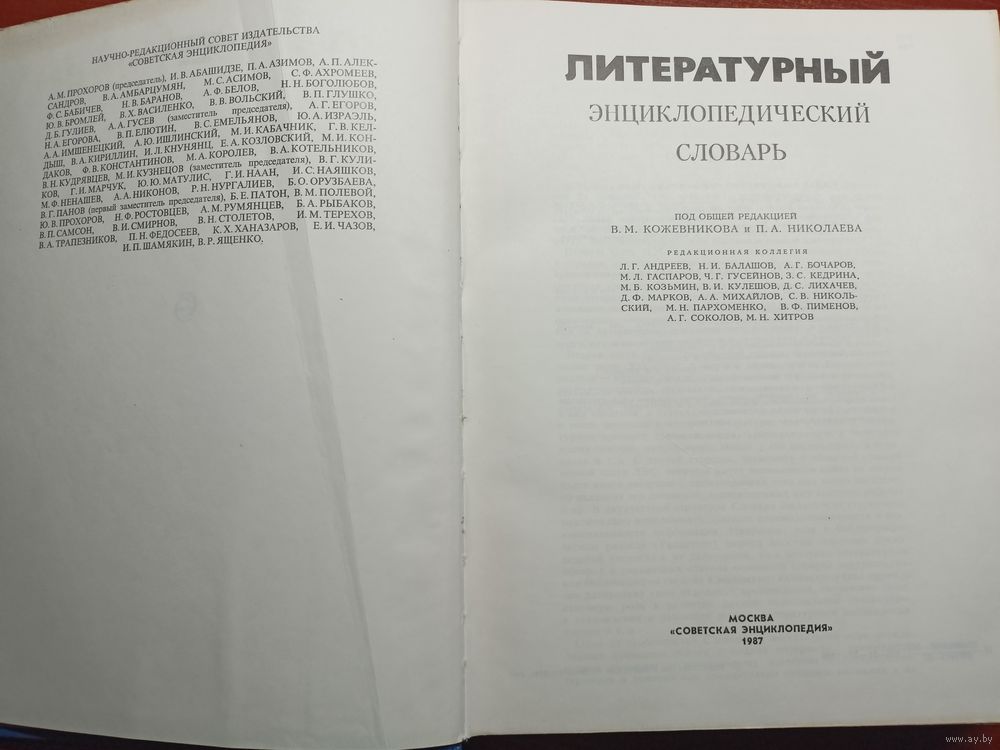 НАУЧНО-РЕДАКЦИОННЫЙ СОВЕТ ИЗДАТЕЛЬСТВА
«СОВЕТСКАЯ ЭНЦИКЛОПЕДИЯ»
А. М. ПРОХОРОВ (председатель), И. В. АБАШИДЗЕ, П. А. АЗИМОВ, А. П. АЛЕК-
САНДРОВ, В. А. АМБАРЦУМЯН, М. С. АСИМОВ, С. Ф. АХРОМЕЕВ,
Ф. С. БАБИЧЕВ, Н. В. БАРАНОВ, А. Ф. БЕЛОВ, Н. Н. БОГОЛЮБОВ,
Ю. В. БРОМЛЕЙ, В. Х. ВАСИЛЕНКО, В. В. ВОЛЬСКИЙ, В. П. ГЛУШКО,
Д. Б. ГУЛИЕВ, А. А. ГУСЕВ (заместитель председателя), А. Г. ЕГОРОВ,
Н. А. ЕГОРОВА, В. П. ЕЛЮТИН, В. С. ЕМЕЛЬЯНОВ, Ю. А. ИЗРАЭЛЬ,
А. А. ИМШЕНЕЦКИЙ, А. Ю. ИШЛИНСКИЙ, М. И. КАБАЧНИК, Г. В. КЕЛ-
ДЫШ, В. А. КИРИЛЛИН, И. Л. КНУНЯНЦ, Е. А. КОЗЛОВСКИЙ, М. И. КОН-
ДАКОВ, Ф. В. КОНСТАНТИНОВ, М. А. КОРОЛЕВ, В. А. КОТЕЛЬНИКОВ,
В. Н. КУДРЯВЦЕВ, М. И. КУЗНЕЦОВ (заместитель председателя), В. Г. КУЛИ-
КОВ, Г. И. МАРЧУК, Ю. Ю. МАТУЛИС, Г. И. НААН, И. С. НАЯШКОВ,
М. Ф. НЕНАШЕВ, А. А. НИКОНОВ, Р. Н. НУРГАЛИЕВ, Б. О. ОРУЗБАЕВА,
В. Г. ПАНОВ (первый заместитель председателя), Б. Е. ПАТОН, В. М. ПОЛЕВОЙ,
Ю. В. ПРОХОРОВ, Н. Ф. РОСТОВЦЕВ, А. М. РУМЯНЦЕВ, Б. А. РЫБАКОВ,
В. П. САМСОН, В. И. СМИРНОВ, В. Н. СТОЛЕТОВ, И. М. ТЕРЕХОВ,
В. А. ТРАПЕЗНИКОВ, П. Н. ФЕДОСЕЕВ, К. Х. ХАНАЗАРОВ, Е. И. ЧАЗОВ,
И. П. ШАМЯКИН, В. Р. ЯЩЕНКО.
ЛИТЕРАТУРНЫЙ
ЭНЦИКЛОПЕДИЧЕСКИЙ
СЛОВАРЬ
ПОД ОБЩЕЙ РЕДАКЦИЕЙ
В. М. КОЖЕВНИКОВА и П. А. НИКОЛАЕВА
РЕДАКЦИОННАЯ КОЛЛЕГИЯ
Л. Г. АНДРЕЕВ, Н. И. БАЛАШОВ, А. Г. БОЧАРОВ,
М. Л. ГАСПАРОВ, Ч. Г. ГУСЕЙНОВ, З. С. КЕДРИНА,
М. Б. КОЗЬМИН, В. И. КУЛЕШОВ, Д. С. ЛИХАЧЕВ,
Д. Ф. МАРКОВ, А. А. МИХАЙЛОВ, С. В. НИКОЛЬ-
СКИЙ, М. Н. ПАРХОМЕНКО, В. Ф. ПИМЕНОВ,
А. Г. СОКОЛОВ, М. Н. ХИТРОВ
МОСКВА
«СОВЕТСКАЯ ЭНЦИКЛОПЕДИЯ»
1987
www.ay.by